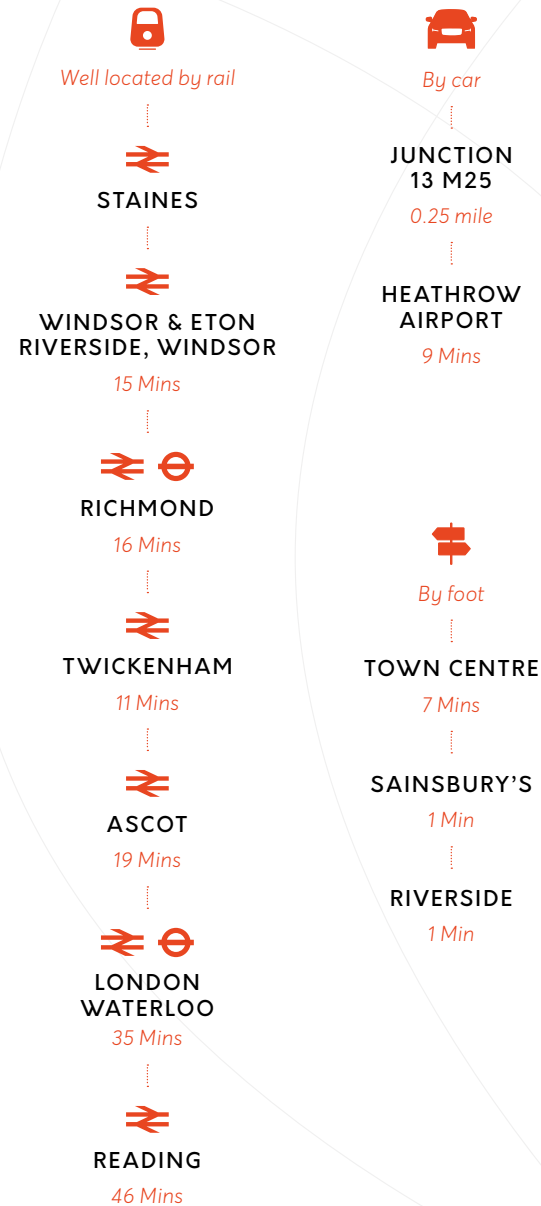 Well located by rail
STAINES
WINDSOR & ETON
RIVERSIDE, WINDSOR
15 Mins
RICHMOND
16 Mins
TWICKENHAM
11 Mins
ASCOT
19 Mins
LONDON
WATERLOO
35 Mins
READING
46 Mins
By car
JUNCTION
13 M25
0.25 mile
HEATHROW
AIRPORT
9 Mins
By foot
TOWN CENTRE
7 Mins
SAINSBURY'S
1 Min
RIVERSIDE
1 Min